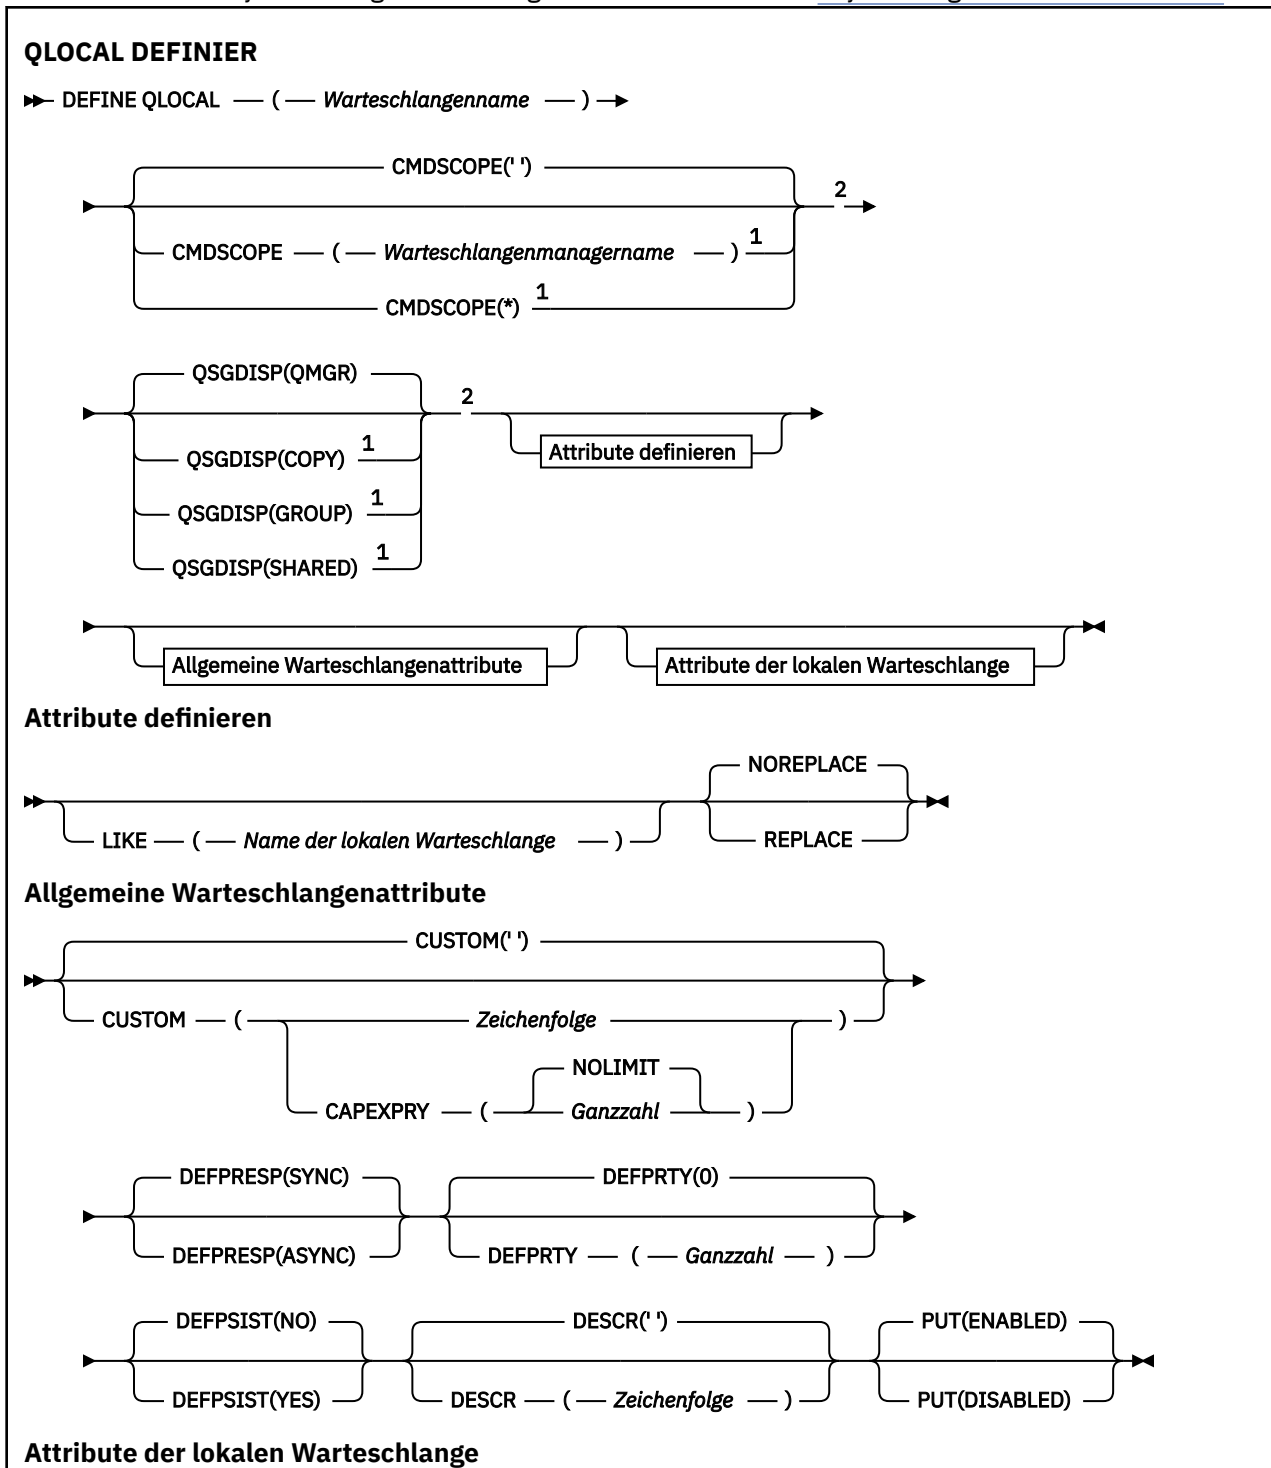 QLOCAL DEFINIER
DEFINE QLOCAL ( Warteschlangenname )
CMDSCOPE(' ')
2
CMDSCOPE ( Warteschlangenmanagername ) 1
CMDSCOPE(*) 1
QSGDISP(QMGR)
2
QSGDISP(COPY) 1
Attribute definieren
QSGDISP(GROUP) 1
QSGDISP(SHARED) 1
Allgemeine Warteschlangenattribute Attribute der lokalen Warteschlange
Attribute definieren
NOREPLACE
LIKE ( Name der lokalen Warteschlange ) REPLACE
Allgemeine Warteschlangenattribute
CUSTOM(' ')
CUSTOM ( Zeichenfolge )
NOLIMIT
CAPEXPRY ( Ganzzahl )
DEFPRESP(SYNC) DEFPRTY(0)
DEFPRESP(ASYNC) DEFPRTY ( Ganzzahl )
DEFPSIST(NO) DESCR(' ') PUT(ENABLED)
DEFPSIST(YES) DESCR ( Zeichenfolge ) PUT(DISABLED)
Attribute der lokalen Warteschlange